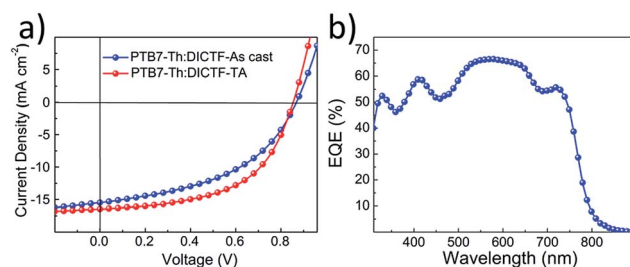 a)
PTB7-Th:DICTF-As cast
PTB7-Th:DICTF-TA
Current Density (mA cm⁻²)
5
0
-5
-10
-15
0.0 0.2 0.4 0.6 0.8
Voltage (V)
b)
EQE (%)
70
60
50
40
30
20
10
0
400 500 600 700 800
Wavelength (nm)